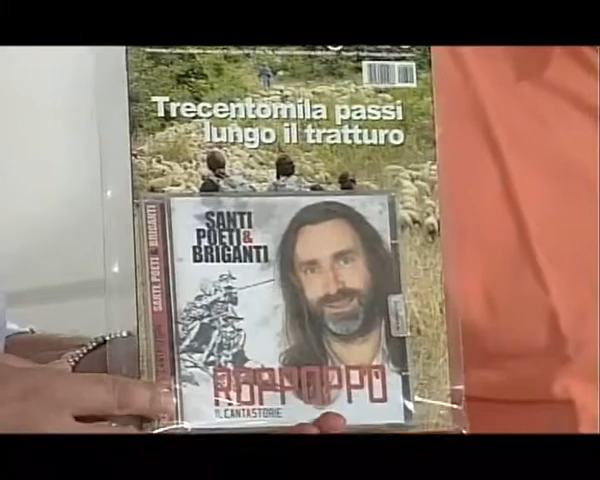 Trecentomila passi
lungo il tratturo
SANTI
POETI &
BRIGANTI
SANTI, POETI & BRIGANTI
ROPPOPPO
IL CANTASTORIE